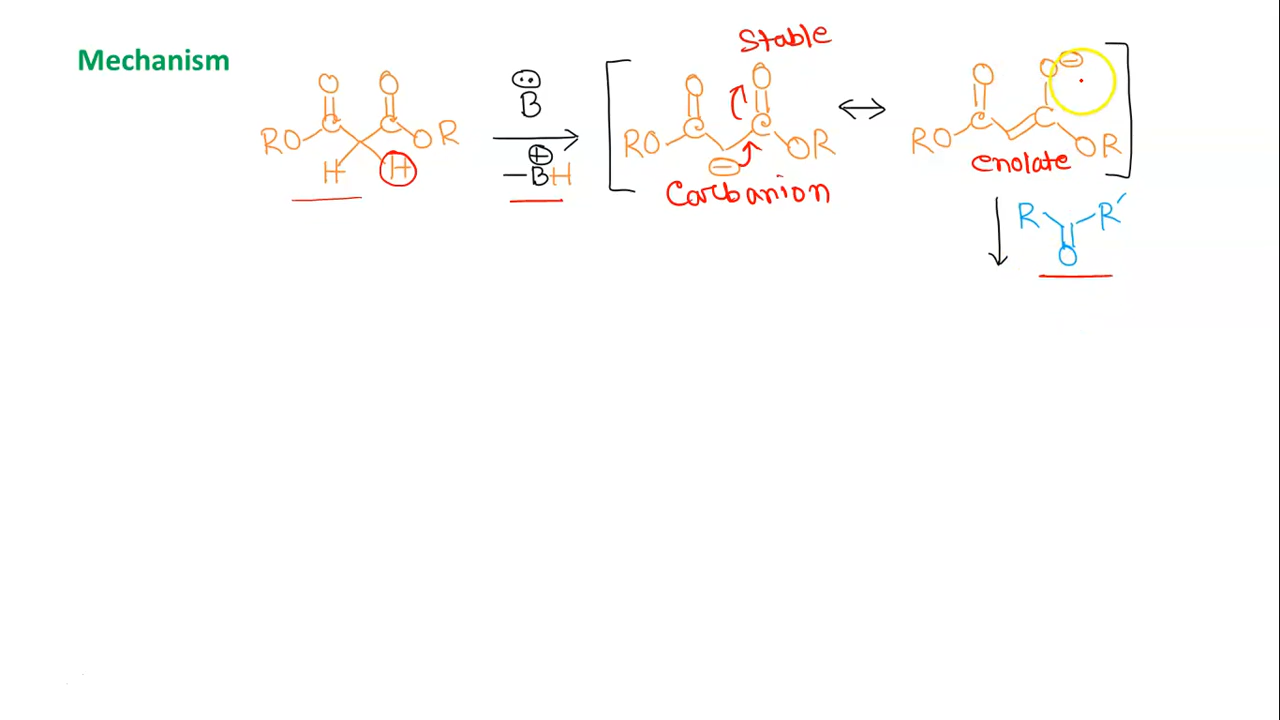 Mechanism
O O
RO C C OR
H H
B
⊕
-BH
Stable
O O
RO C C OR
⊖
Carbanion
↔
O O ⊖
RO C C OR
enolate
R R′
O